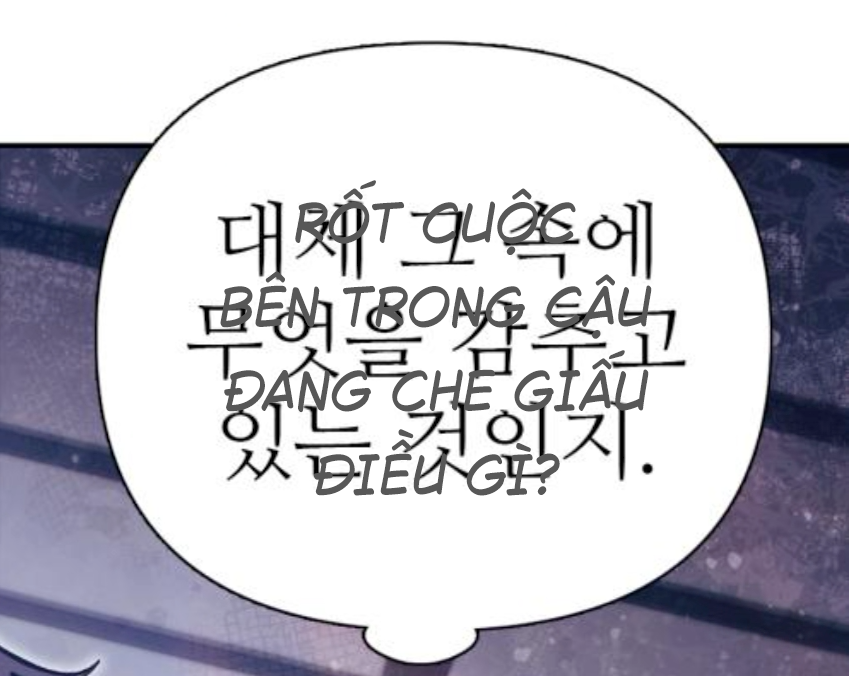 대체 그 속에
무엇을 감추고
있는 것인지.
RỐT CUỘC
BÊN TRONG CẬU
ĐANG CHE GIẤU
ĐIỀU GÌ?